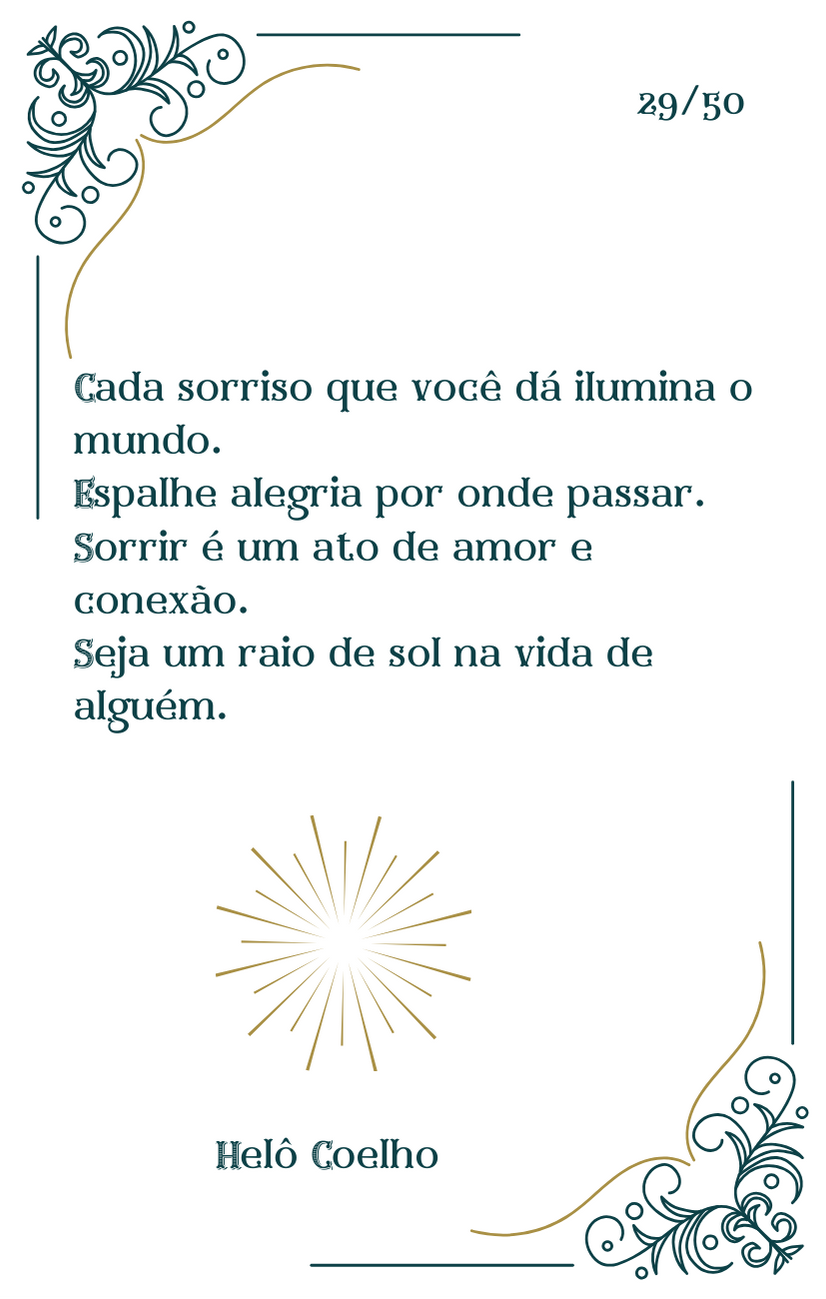 29/50
Cada sorriso que você dá ilumina o
mundo.
Espalhe alegria por onde passar.
Sorrir é um ato de amor e
conexão.
Seja um raio de sol na vida de
alguém.
Helô Coelho